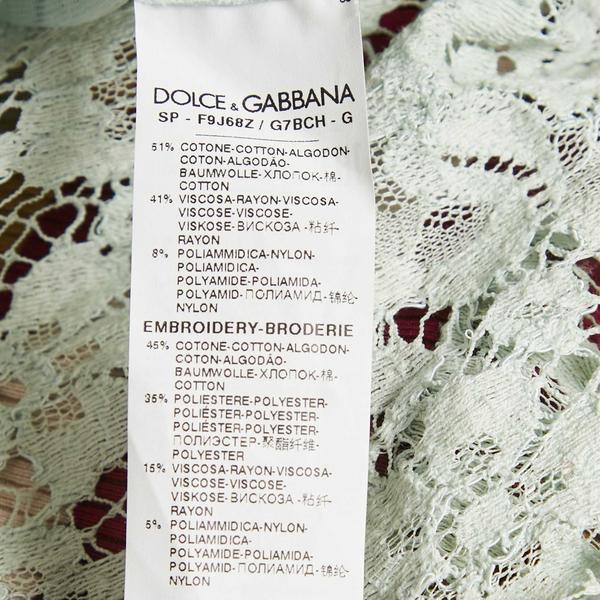 DOLCE & GABBANA
SP - F9J68Z / G7BCH - G
51% COTONE-COTTON-ALGODON-
COTON-ALGODÃO-
BAUMWOLLE-ХЛОПОК-棉-
COTTON
41% VISCOSA-RAYON-VISCOSA-
VISCOSE-VISCOSE-
VISKOSE-ВИСКОЗА -粘纤-
RAYON
8% POLIAMMIDICA-NYLON-
POLIAMIDICA-
POLYAMIDE-POLIAMIDA-
POLYAMID-ПОЛИАМИД-锦纶-
NYLON
EMBROIDERY-BRODERIE
45% COTONE-COTTON-ALGODON-
COTON-ALGODÃO-
BAUMWOLLE-ХЛОПОК-棉-
COTTON
35% POLIESTERE-POLYESTER-
POLIÉSTER-POLYESTER-
POLIÉSTER-POLYESTER-
ПОЛИЭСТЕР-聚酯纤维-
POLYESTER
15% VISCOSA-RAYON-VISCOSA-
VISCOSE-VISCOSE-
VISKOSE-ВИСКОЗА -粘纤-
RAYON
5% POLIAMMIDICA-NYLON-
POLIAMIDICA-
POLYAMIDE-POLIAMIDA-
POLYAMID-ПОЛИАМИД-锦纶-
NYLON